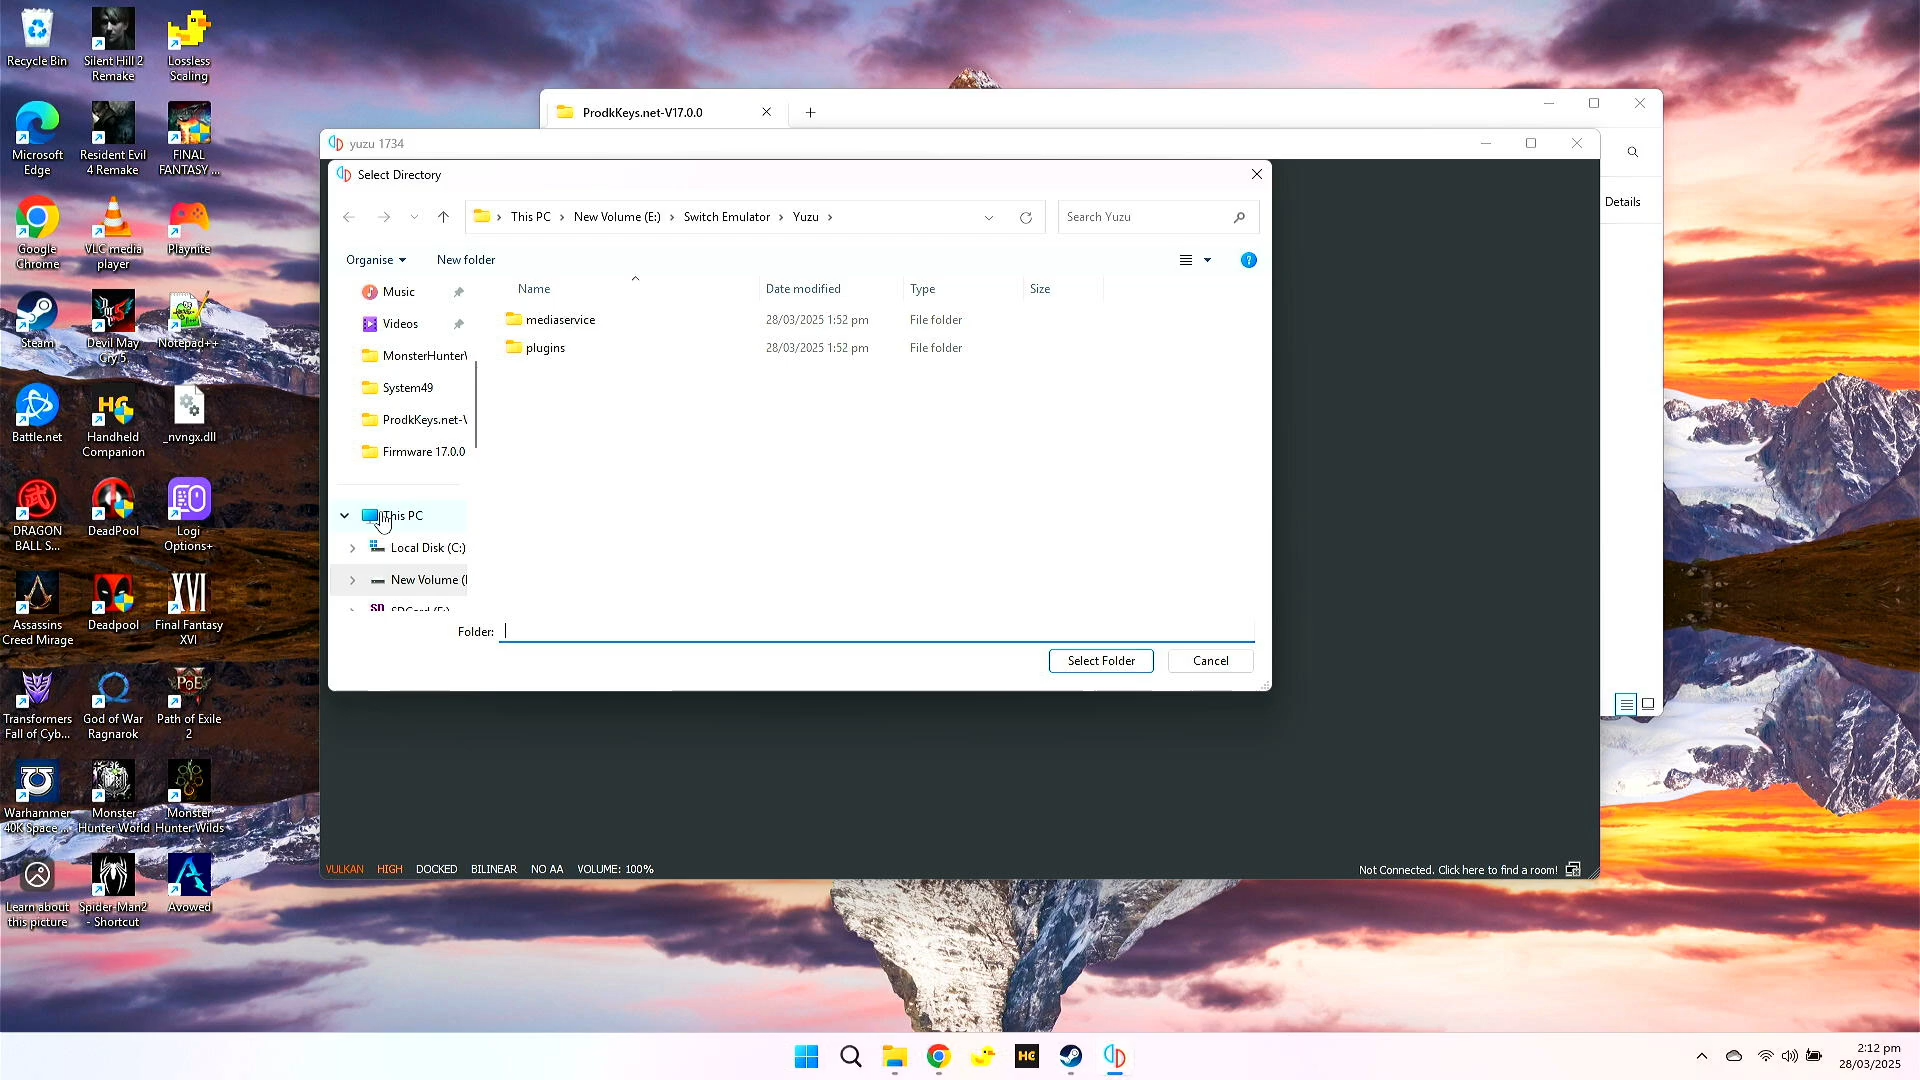 Recycle Bin
Silent Hill 2
Remake
Lossless
Scaling
Microsoft
Edge
Resident Evil
4 Remake
FINAL
FANTASY ...
Google
Chrome
VLC media
player
Playnite
Steam
Devil May
Cry 5
Notepad++
Battle.net
Handheld
Companion
_nvngx.dll
DRAGON
BALL S...
DeadPool
Logi
Options+
Assassins
Creed Mirage
Deadpool
Final Fantasy
XVI
Transformers
Fall of Cyb...
God of War
Ragnarok
Path of Exile
2
Warhammer
40K Space ...
Monster
Hunter World
Monster
Hunter Wilds
Learn about
this picture
Spider-Man2
- Shortcut
Avowed
ProdkKeys.net-V17.0.0
Details
yuzu 1734
Select Directory
This PC
New Volume (E:)
Switch Emulator
Yuzu
Search Yuzu
Organise
New folder
Name
Date modified
Type
Size
mediaservice
28/03/2025 1:52 pm
File folder
plugins
28/03/2025 1:52 pm
File folder
Music
Videos
MonsterHunterV
System49
ProdkKeys.net-V
Firmware 17.0.0
This PC
Local Disk (C:)
New Volume (
SDCard (F:)
Folder:
Select Folder
Cancel
VULKAN HIGH DOCKED BILINEAR NO AA VOLUME: 100%
Not Connected. Click here to find a room!
HC
2:12 pm
28/03/2025